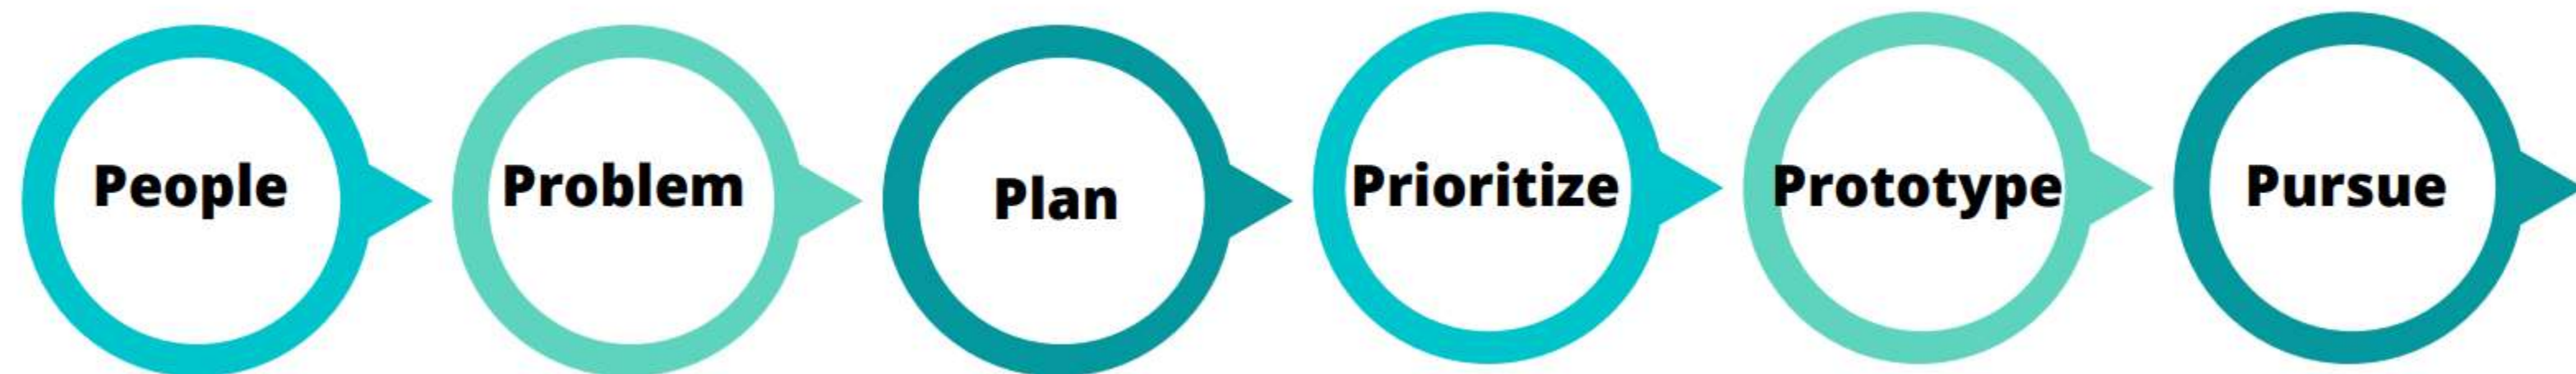 People
Problem
Plan
Prioritize
Prototype
Pursue